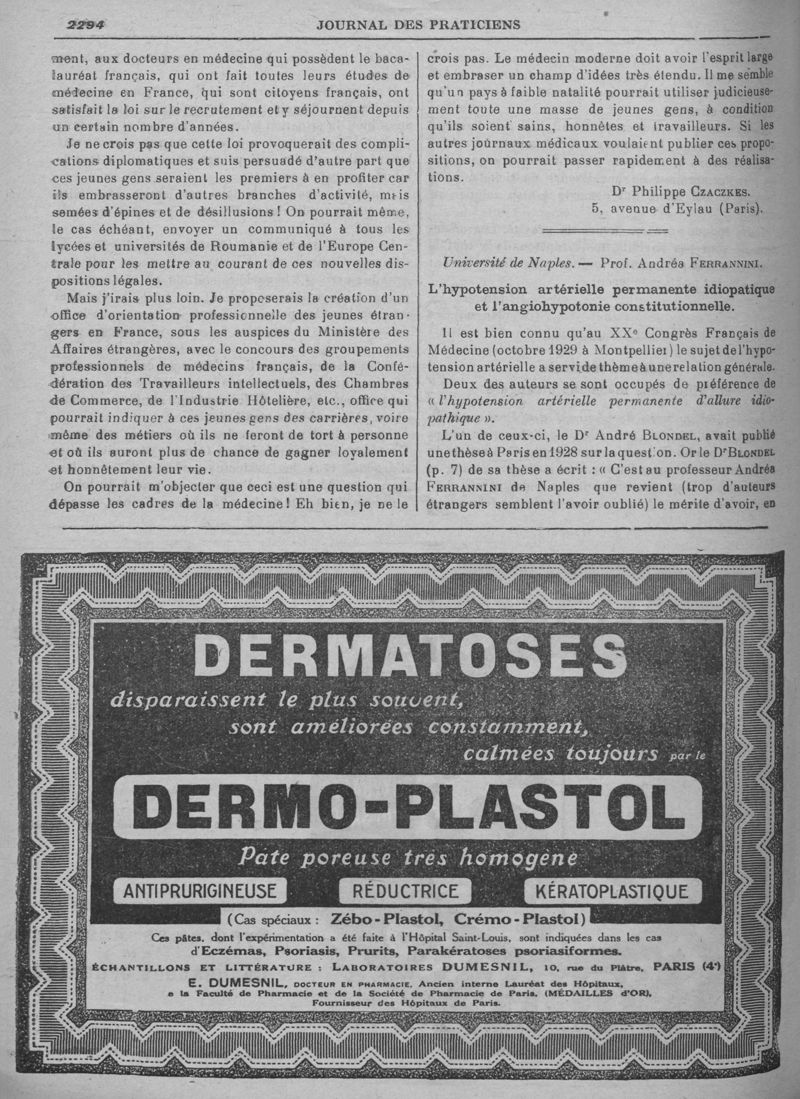 2294
JOURNAL DES PRATICIENS
ment, aux docteurs en médecine qui possèdent le bacca-
lauréat français, qui ont fait toutes leurs études de
médecine en France, qui sont citoyens français, ont
satisfait la loi sur le recrutement et y séjournent depuis
un certain nombre d'années.
Je ne crois pas que cette loi provoquerait des compli-
cations diplomatiques et suis persuadé d'autre part que
ces jeunes gens seraient les premiers à en profiter car
ils embrasseront d'autres branches d'activité, mais
semées d'épines et de désillusions ! On pourrait même,
le cas échéant, envoyer un communiqué à tous les
lycées et universités de Roumanie et de l'Europe Cen-
trale pour les mettre au courant de ces nouvelles dis-
positions légales.
Mais j'irais plus loin. Je proposerais la création d'un
office d'orientation professionnelle des jeunes étran-
gers en France, sous les auspices du Ministère des
Affaires étrangères, avec le concours des groupements
professionnels de médecins français, de la Confé-
dération des Travailleurs intellectuels, des Chambres
de Commerce, de l'Industrie Hôtelière, etc., office qui
pourrait indiquer à ces jeunes gens des carrières, voire
même des métiers où ils ne feront de tort à personne
et où ils auront plus de chance de gagner loyalement
et honnêtement leur vie.
On pourrait m'objecter que ceci est une question qui
dépasse les cadres de la médecine ! Eh bien, je ne le
crois pas. Le médecin moderne doit avoir l'esprit large
et embraser un champ d'idées très étendu. Il me semble
qu'un pays à faible natalité pourrait utiliser judicieuse-
ment toute une masse de jeunes gens, à condition
qu'ils soient sains, honnêtes et travailleurs. Si les
autres journaux médicaux voulaient publier ces propo-
sitions, on pourrait passer rapidement à des réalisa-
tions.
Dr Philippe CZACZKES.
5, avenue d'Eylau (Paris).
Université de Naples. — Prof. Andréa FERRANNINI.
L'hypotension artérielle permanente idiopatique
et l'angiohypotonie constitutionnelle.
Il est bien connu qu'au XXe Congrès Français de
Médecine (octobre 1929 à Montpellier) le sujet de l'hypo-
tension artérielle a servi de thème à une relation générale.
Deux des auteurs se sont occupés de préférence de
« l'hypotension artérielle permanente d'allure idio-
pathique ».
L'un de ceux-ci, le Dr André BLONDEL, avait publié
une thèse à Paris en 1928 sur la question. Or le Dr BLONDEL
(p. 7) de sa thèse a écrit : « C'est au professeur Andréa
FERRANNINI de Naples que revient (trop d'auteurs
étrangers semblent l'avoir oublié) le mérite d'avoir, en
DERMATOSES
disparaissent le plus souvent,
sont améliorées constamment,
calmées toujours par le
DERMO-PLASTOL
Pate poreuse très homogène
ANTIPRURIGINEUSE
RÉDUCTRICE
KÉRATOPLASTIQUE
(Cas spéciaux : Zébo-Plastol, Crémo-Plastol)
Ces pâtes, dont l'expérimentation a été faite à l'Hôpital Saint-Louis, sont indiquées dans les cas
d'Eczémas, Psoriasis, Prurits, Parakératoses psoriasiformes.
ÉCHANTILLONS ET LITTÉRATURE : LABORATOIRES DUMESNIL, 10, rue du Plâtre, PARIS (4e)
E. DUMESNIL, DOCTEUR EN PHARMACIE, Ancien interne Lauréat des Hôpitaux,
e la Faculté de Pharmacie et de la Société de Pharmacie de Paris. (MÉDAILLES d'OR),
Fournisseur des Hôpitaux de Paris.